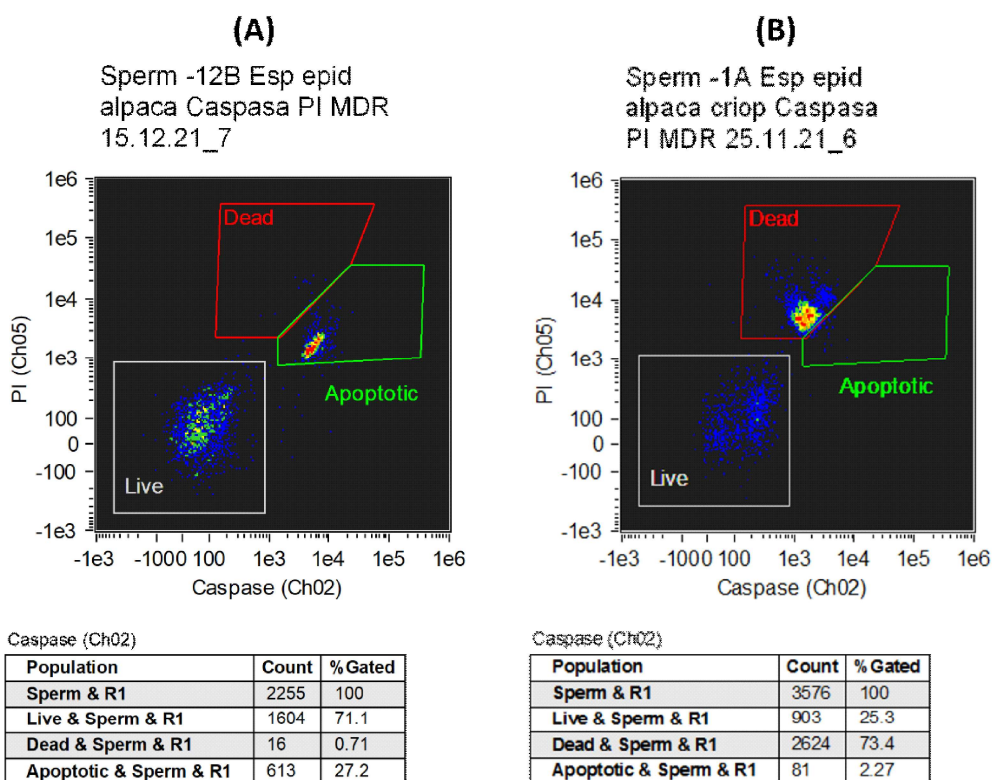 (A)
Sperm -12B Esp epid
alpaca Caspasa PI MDR
15.12.21_7
1e6
1e5
1e4
1e3
100
0
-100
-1e3
PI (Ch05)
Dead
Apoptotic
Live
-1e3 -1000 100 1e3 1e4 1e5 1e6
Caspase (Ch02)
Caspase (Ch02)
Population Count %Gated
Sperm & R1 2255 100
Live & Sperm & R1 1604 71.1
Dead & Sperm & R1 16 0.71
Apoptotic & Sperm & R1 613 27.2
(B)
Sperm -1A Esp epid
alpaca criop Caspasa
PI MDR 25.11.21_6
1e6
1e5
1e4
1e3
100
0
-100
-1e3
PI (Ch05)
Dead
Apoptotic
Live
-1e3 -1000 100 1e3 1e4 1e5 1e6
Caspase (Ch02)
Caspase (Ch02)
Population Count %Gated
Sperm & R1 3576 100
Live & Sperm & R1 903 25.3
Dead & Sperm & R1 2624 73.4
Apoptotic & Sperm & R1 81 2.27